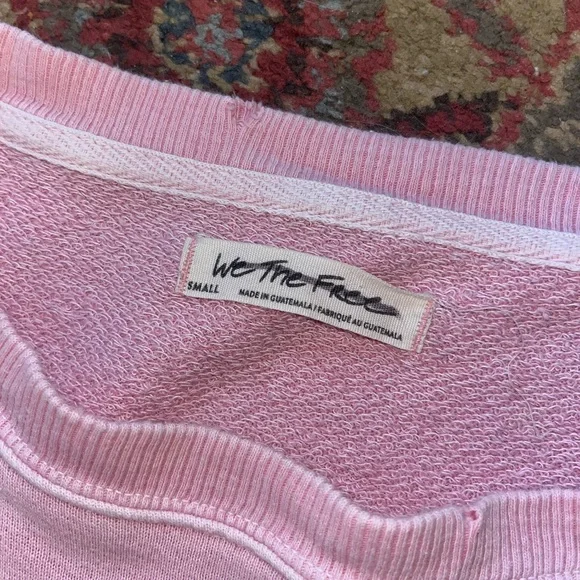 We The Free
SMALL
MADE IN GUATEMALA / FABRIQUÉ AU GUATEMALA